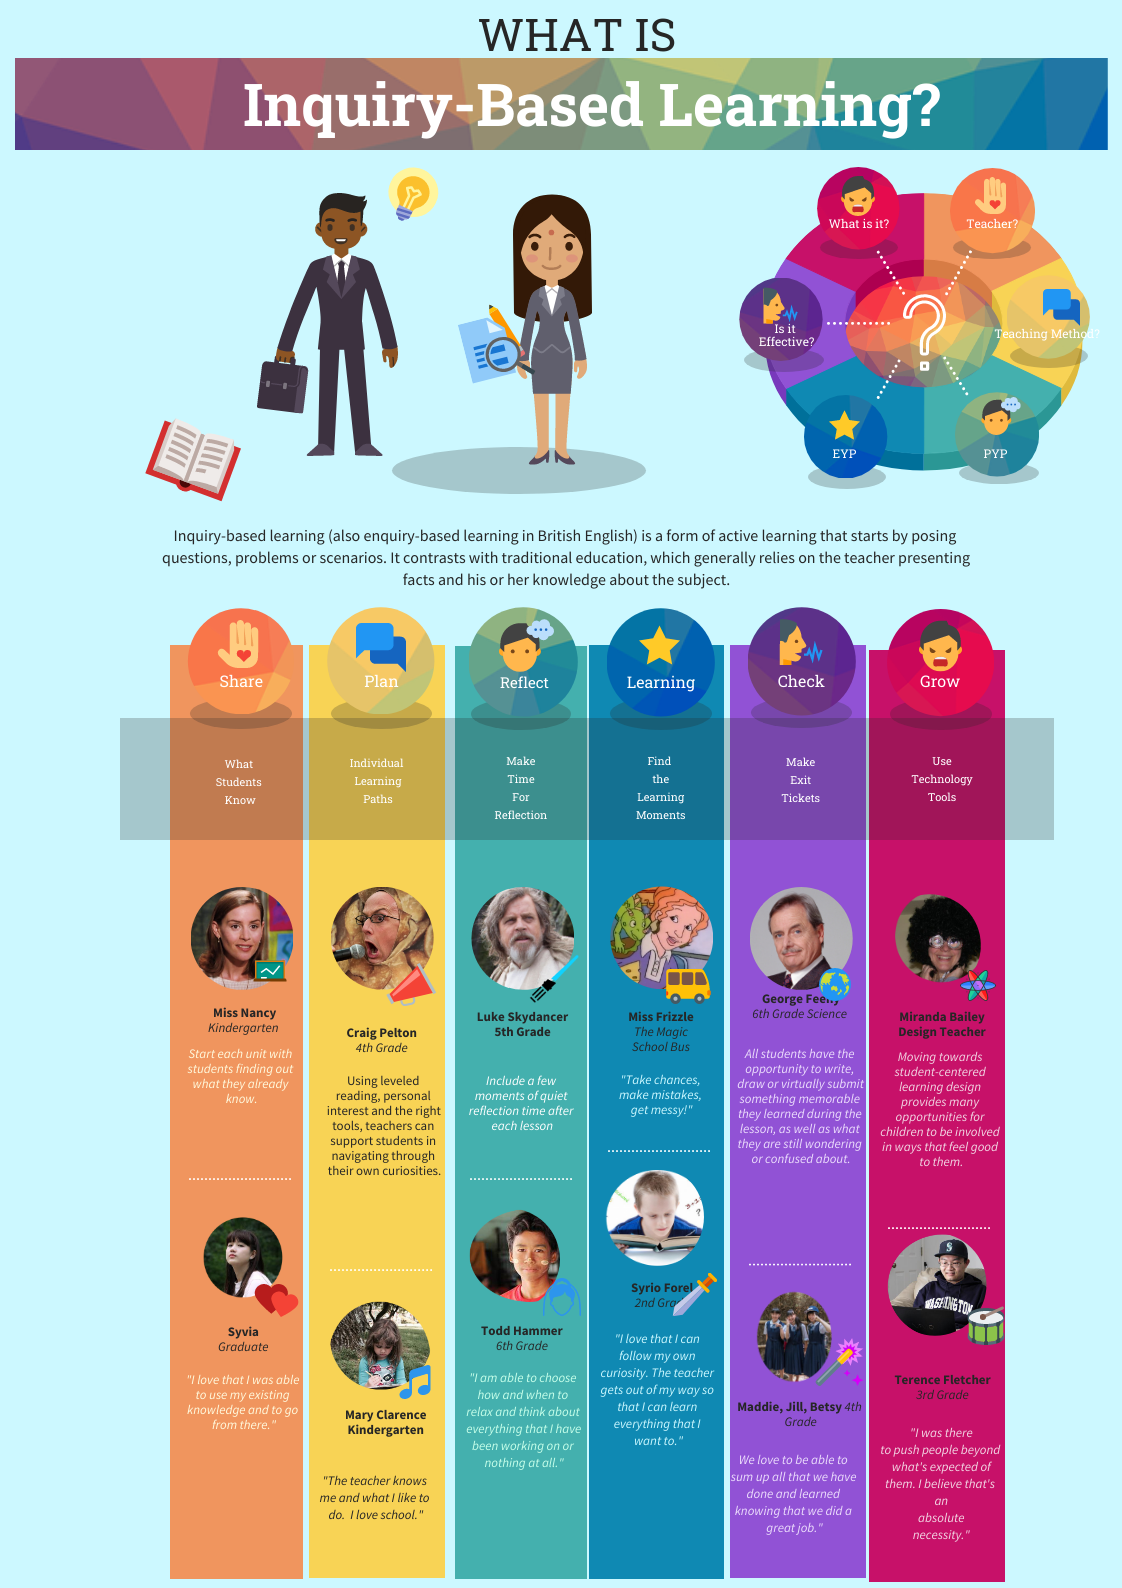 WHAT IS
Inquiry-Based Learning?
What is it?
Teacher?
Is it
Effective?
Teaching Method?
EYP
PYP
Inquiry-based learning (also enquiry-based learning in British English) is a form of active learning that starts by posing
questions, problems or scenarios. It contrasts with traditional education, which generally relies on the teacher presenting
facts and his or her knowledge about the subject.
Share
What
Students
Know
Miss Nancy
Kindergarten
Start each unit with
students finding out
what they already
know.
Syvia
Graduate
"I love that I was able
to use my existing
knowledge and to go
from there."
Plan
Individual
Learning
Paths
Craig Pelton
4th Grade
Using leveled
reading, personal
interest and the right
tools, teachers can
support students in
navigating through
their own curiosities.
Mary Clarence
Kindergarten
"The teacher knows
me and what I like to
do. I love school."
Reflect
Make
Time
For
Reflection
Luke Skydancer
5th Grade
Include a few
moments of quiet
reflection time after
each lesson
Todd Hammer
6th Grade
"I am able to choose
how and when to
relax and think about
everything that I have
been working on or
nothing at all."
Learning
Find
the
Learning
Moments
Miss Frizzle
The Magic
School Bus
"Take chances,
make mistakes,
get messy!"
Syrio Forel
2nd Grade
"I love that I can
follow my own
curiosity. The teacher
gets out of my way so
that I can learn
everything that I
want to."
Check
Make
Exit
Tickets
George Feeny
6th Grade Science
All students have the
opportunity to write,
draw or virtually submit
something memorable
they learned during the
lesson, as well as what
they are still wondering
or confused about.
Maddie, Jill, Betsy 4th
Grade
We love to be able to
sum up all that we have
done and learned
knowing that we did a
great job."
Grow
Use
Technology
Tools
Miranda Bailey
Design Teacher
Moving towards
student-centered
learning design
provides many
opportunities for
children to be involved
in ways that feel good
to them.
WASHINGTON
Terence Fletcher
3rd Grade
"I was there
to push people beyond
what's expected of
them. I believe that's
an
absolute
necessity."